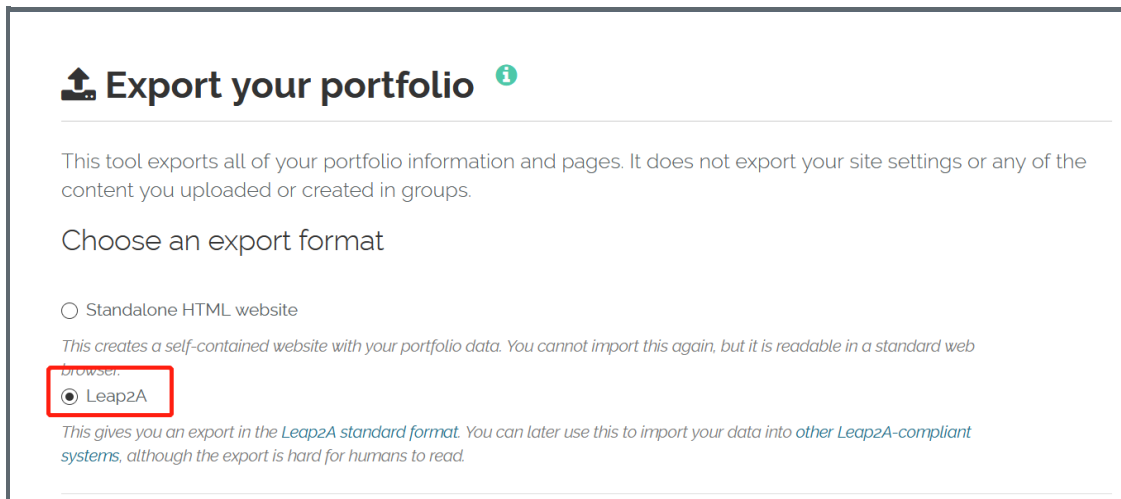 Export your portfolio
This tool exports all of your portfolio information and pages. It does not export your site settings or any of the
content you uploaded or created in groups.
Choose an export format
Standalone HTML website
This creates a self-contained website with your portfolio data. You cannot import this again, but it is readable in a standard web
browser.
Leap2A
This gives you an export in the Leap2A standard format. You can later use this to import your data into other Leap2A-compliant
systems, although the export is hard for humans to read.